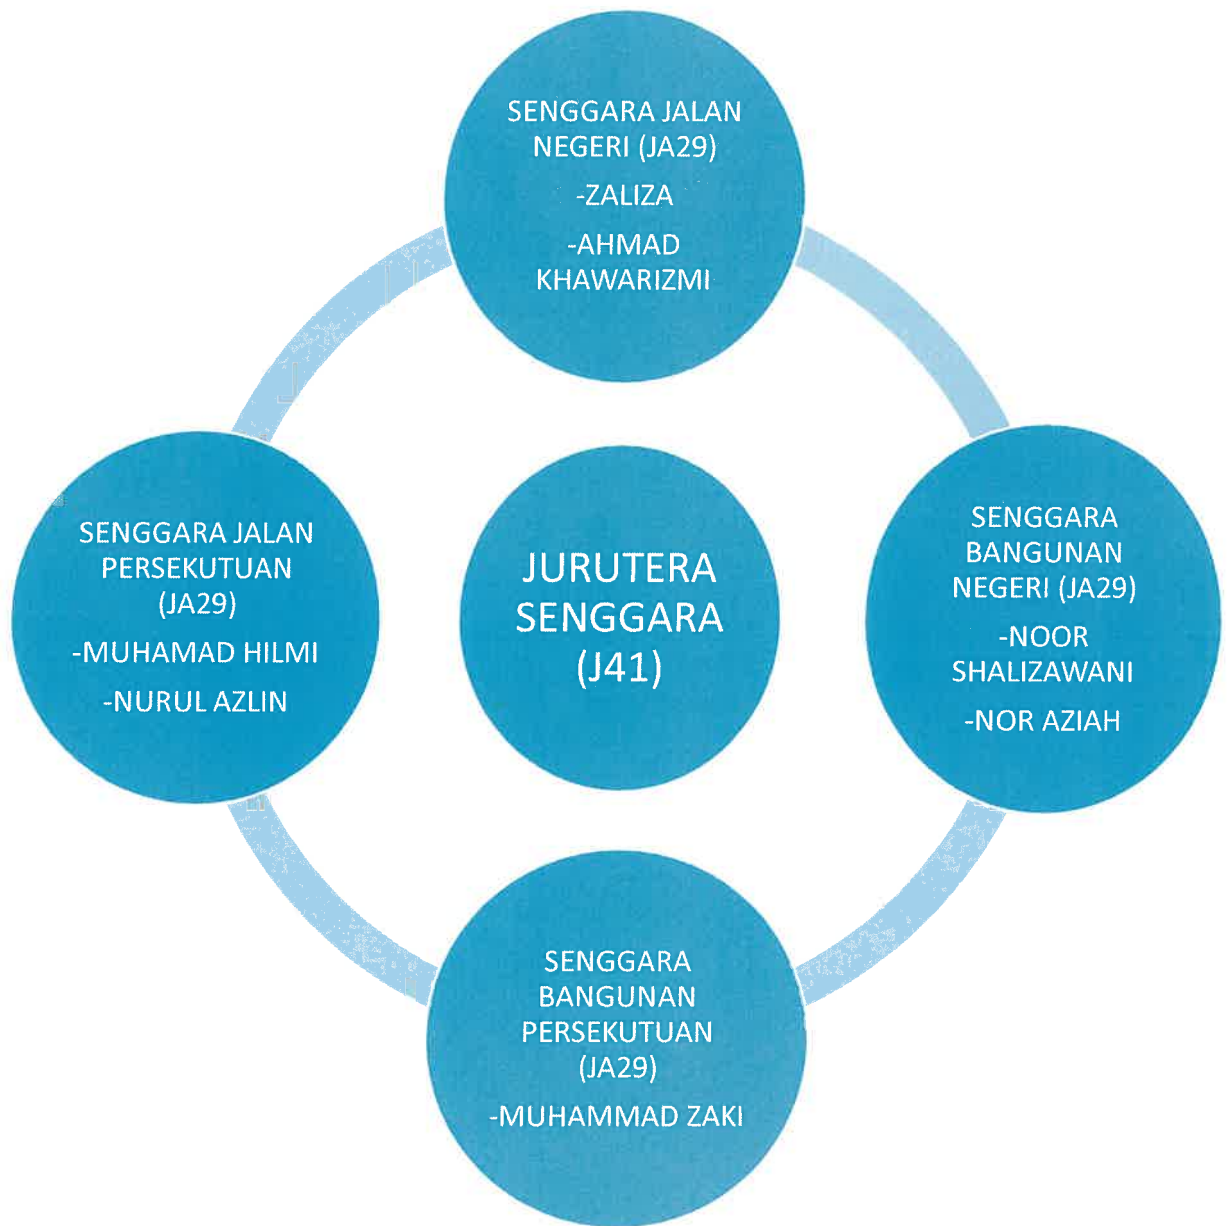 SENGGARA JALAN
NEGERI (JA29)
-ZALIZA
-AHMAD
KHAWARIZMI
SENGGARA JALAN
PERSEKUTUAN
(JA29)
-MUHAMAD HILMI
-NURUL AZLIN
JURUTERA
SENGGARA
(J41)
SENGGARA
BANGUNAN
NEGERI (JA29)
-NOOR
SHALIZAWANI
-NOR AZIAH
SENGGARA
BANGUNAN
PERSEKUTUAN
(JA29)
-MUHAMMAD ZAKI